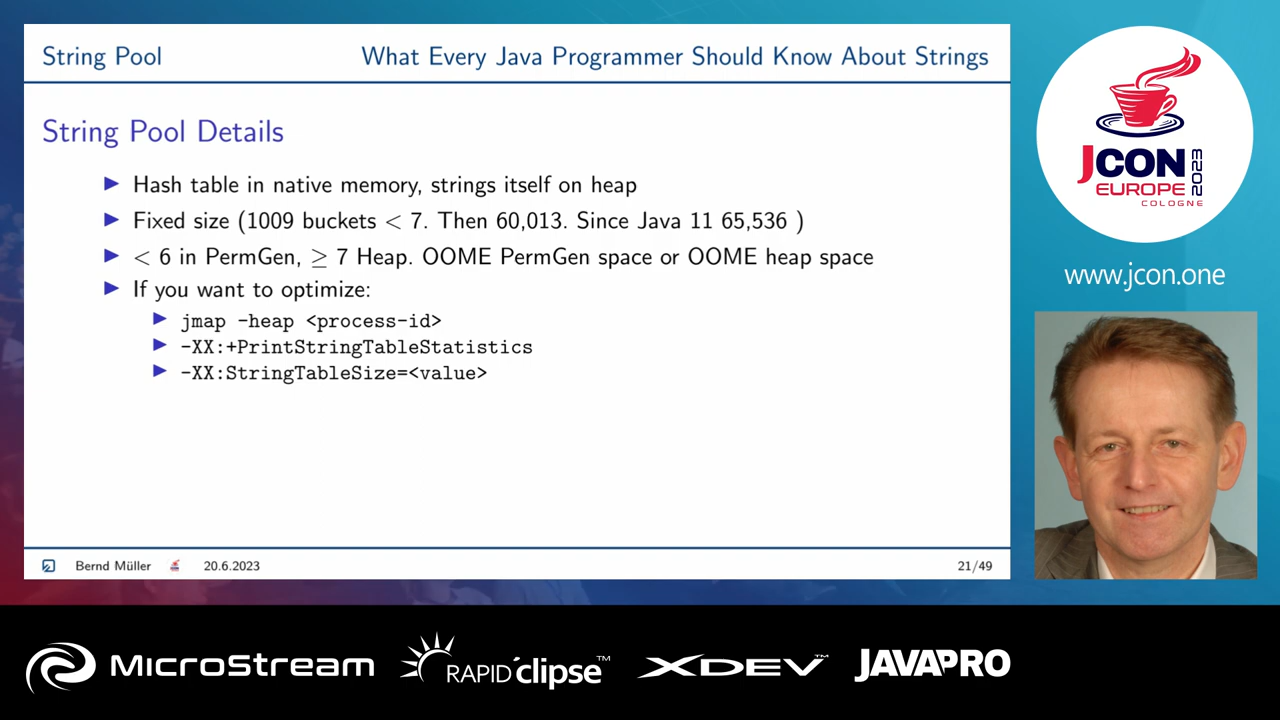 String Pool
What Every Java Programmer Should Know About Strings
String Pool Details
Hash table in native memory, strings itself on heap
Fixed size (1009 buckets < 7. Then 60,013. Since Java 11 65,536 )
< 6 in PermGen, ≥ 7 Heap. OOME PermGen space or OOME heap space
If you want to optimize:
jmap -heap <process-id>
-XX:+PrintStringTableStatistics
-XX:StringTableSize=<value>
Bernd Müller
20.6.2023
21/49
JCON
2023
EUROPE
COLOGNE
www.jcon.one
MicroStream
RAPID'clipse™
XDEV™
JAVAPRO